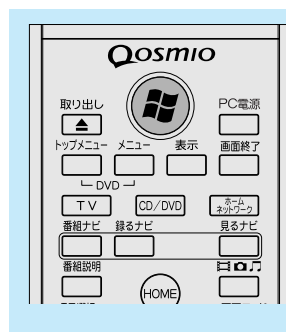 Qosmio
取り出し PC電源
トップメニュー メニュー 表示 画面終了
DVD
TV CD/DVD ホームネットワーク
番組ナビ 録るナビ 見るナビ
番組説明
HOME